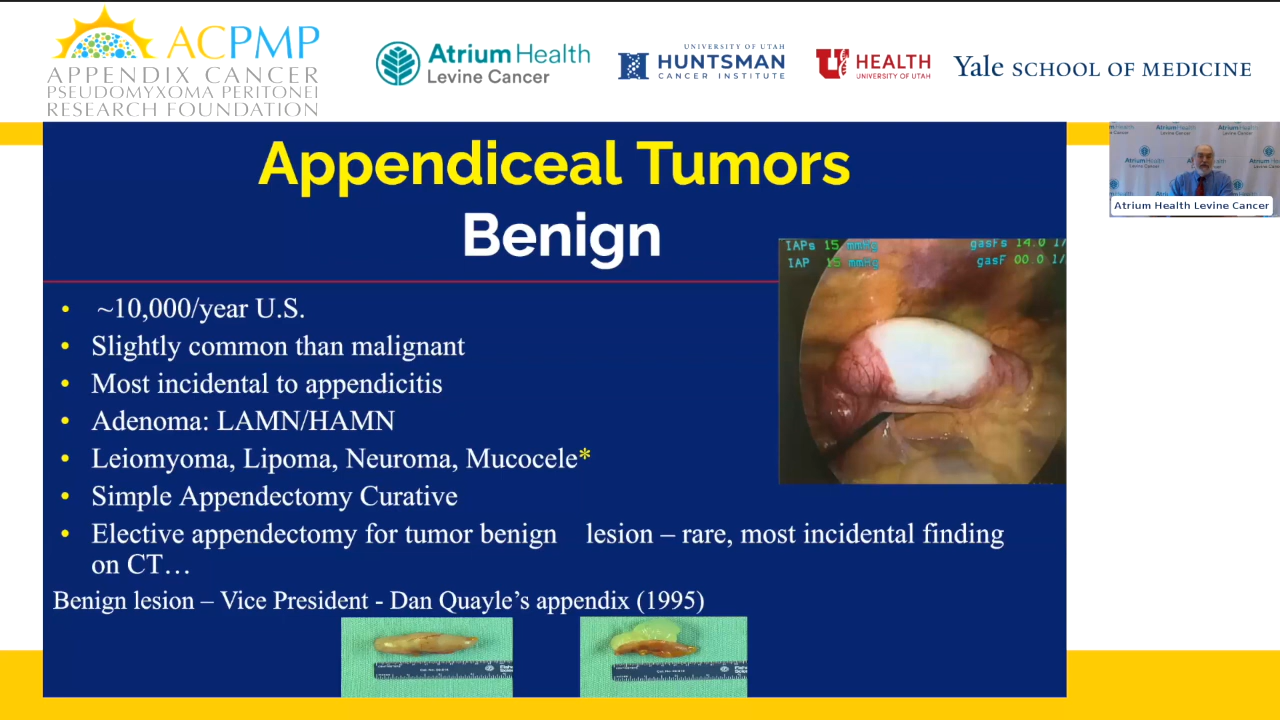 ACPMP
APPENDIX CANCER
PSEUDOMYXOMA PERITONEI
RESEARCH FOUNDATION
Atrium Health
Levine Cancer
UNIVERSITY OF UTAH
HUNTSMAN
CANCER INSTITUTE
U HEALTH
UNIVERSITY OF UTAH
Yale SCHOOL OF MEDICINE
Appendiceal Tumors
Benign
IAPs 15 mmHg gasFs 14.0 l/
IAP 15 mmHg gasF 00.0 l/
• ~10,000/year U.S.
• Slightly common than malignant
• Most incidental to appendicitis
• Adenoma: LAMN/HAMN
• Leiomyoma, Lipoma, Neuroma, Mucocele*
• Simple Appendectomy Curative
• Elective appendectomy for tumor benign lesion – rare, most incidental finding
on CT…
Benign lesion – Vice President - Dan Quayle’s appendix (1995)
Atrium Health
Levine Cancer
Atrium Health Levine Cancer